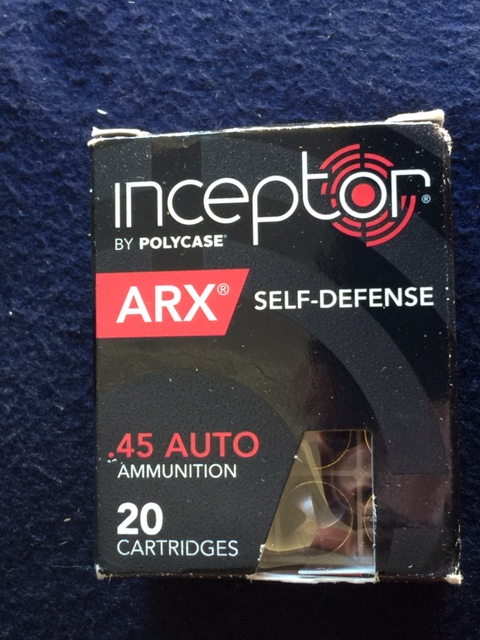 inceptor®
BY POLYCASE®
ARX® SELF-DEFENSE
.45 AUTO
AMMUNITION
20
CARTRIDGES